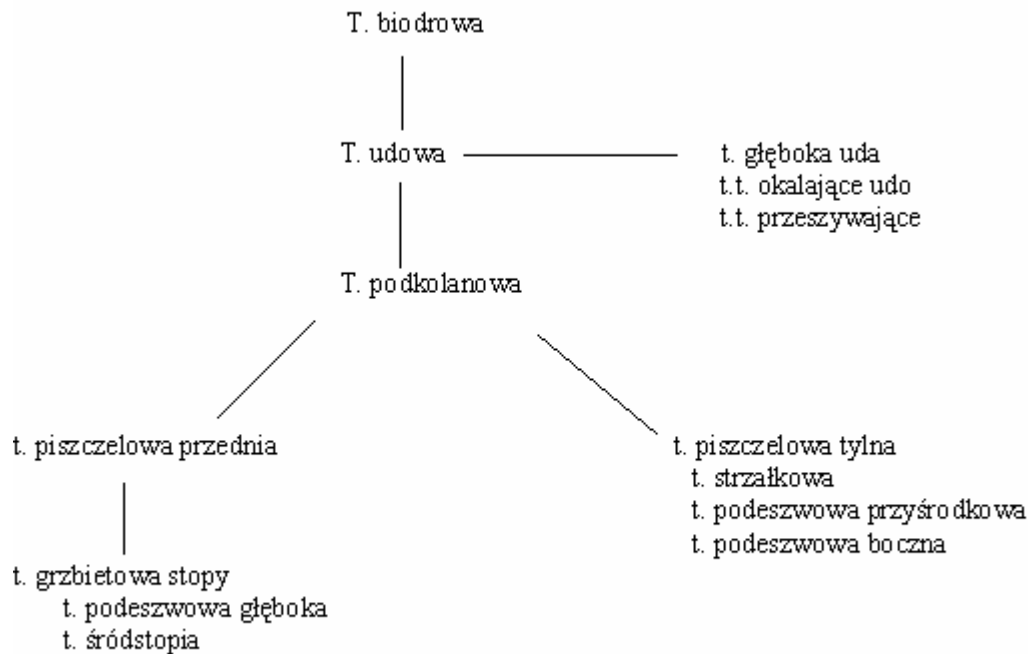 T. biodrowa
T. udowa
t. głęboka uda
t.t. okalające udo
t.t. przeszywające
T. podkolanowa
t. piszczelowa przednia
t. piszczelowa tylna
t. strzałkowa
t. podeszwowa przyśrodkowa
t. podeszwowa boczna
t. grzbietowa stopy
t. podeszwowa głęboka
t. śródstopia